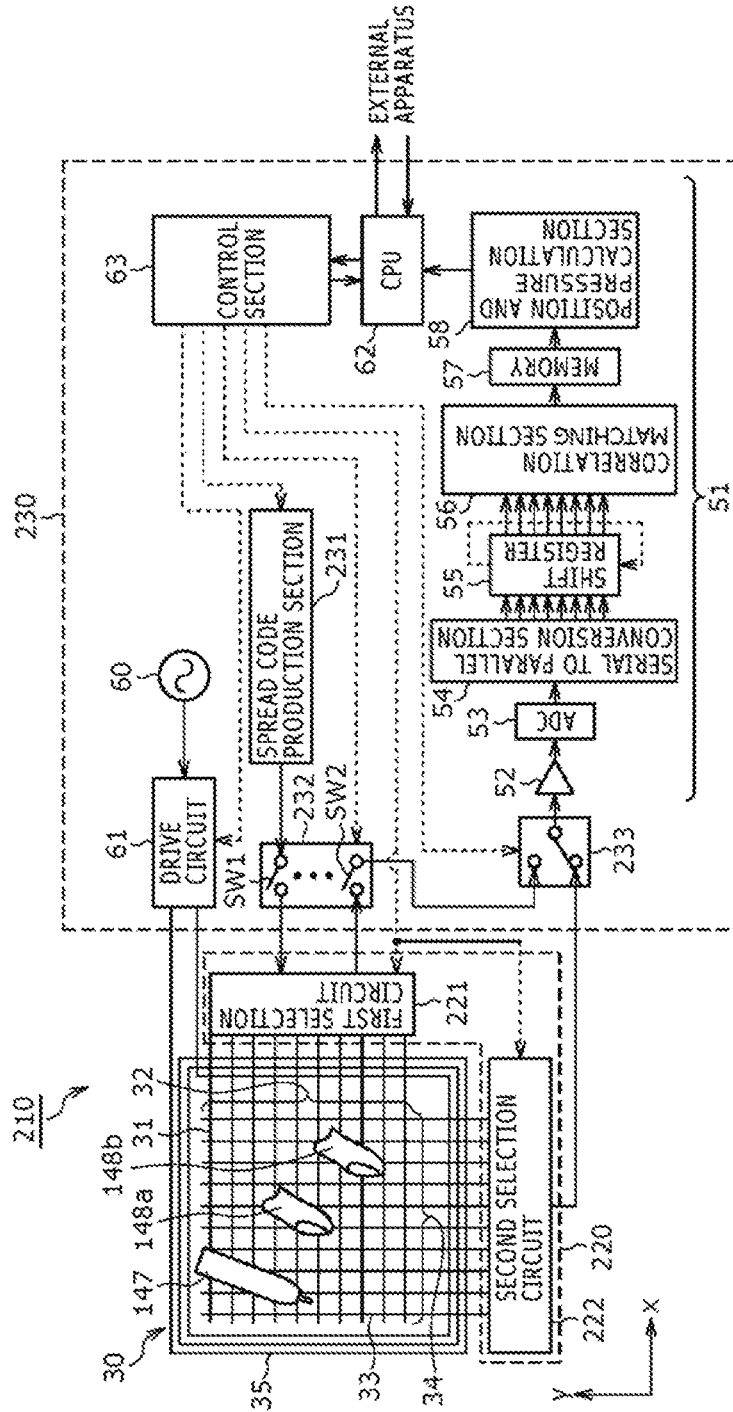 210
230
30
147
148a
148b
31
32
35
33
34
FIRST SELECTION
CIRCUIT
221
SECOND SELECTION
CIRCUIT
222
220
Y
X
61
DRIVE
CIRCUIT
60
SW1
232
SW2
SPREAD CODE
PRODUCTION SECTION
231
63
CONTROL
SECTION
CPU
62
EXTERNAL
APPARATUS
233
52
53
ADC
54
SERIAL TO PARALLEL
CONVERSION SECTION
55
SHIFT
REGISTER
56
CORRELATION
MATCHING SECTION
57
MEMORY
58
POSITION AND
PRESSURE
CALCULATION
SECTION
51